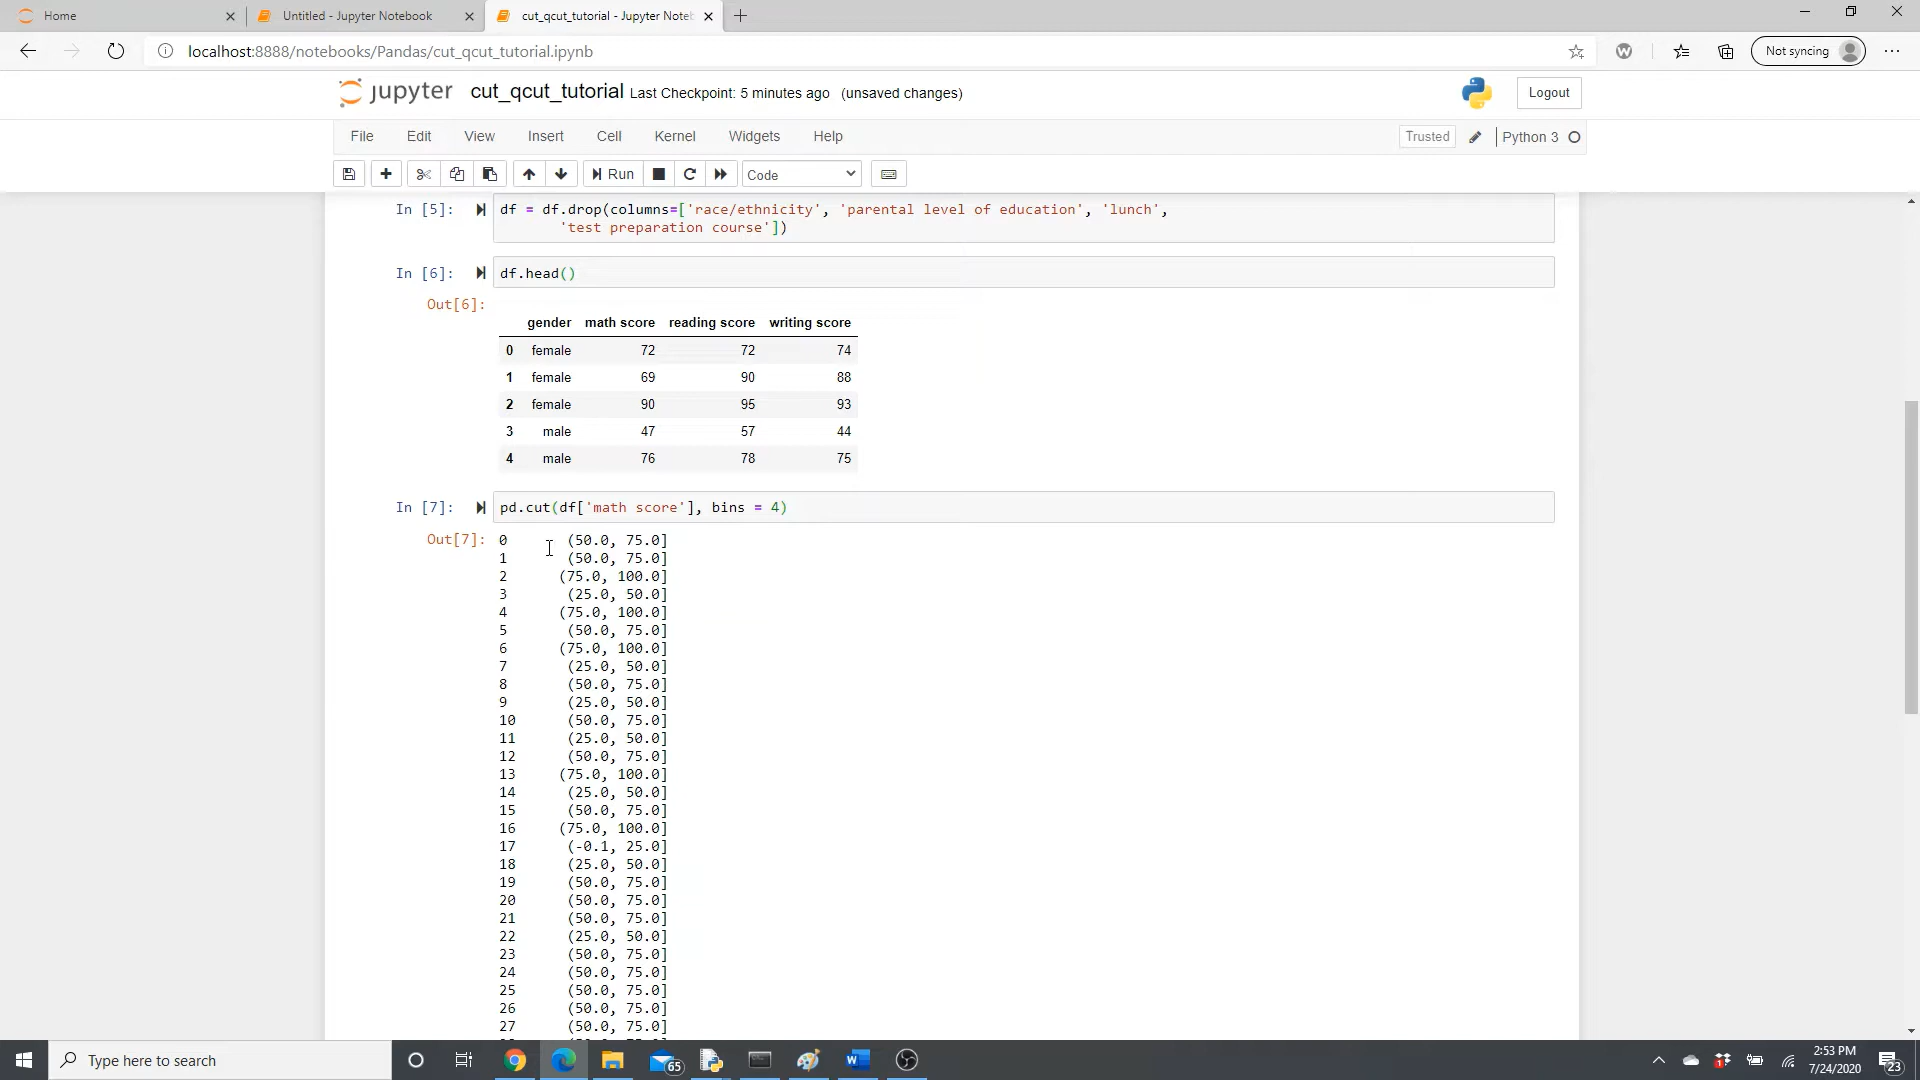 Home
Untitled - Jupyter Notebook
cut_qcut_tutorial - Jupyter Noteb
localhost:8888/notebooks/Pandas/cut_qcut_tutorial.ipynb
Not syncing
jupyter cut_qcut_tutorial Last Checkpoint: 5 minutes ago (unsaved changes)
Logout
File Edit View Insert Cell Kernel Widgets Help
Trusted
Python 3
Run
Code
In [5]: df = df.drop(columns=['race/ethnicity', 'parental level of education', 'lunch',
'test preparation course'])
In [6]: df.head()
Out[6]:
gender math score reading score writing score
0 female 72 72 74
1 female 69 90 88
2 female 90 95 93
3 male 47 57 44
4 male 76 78 75
In [7]: pd.cut(df['math score'], bins = 4)
Out[7]: 0 (50.0, 75.0]
1 (50.0, 75.0]
2 (75.0, 100.0]
3 (25.0, 50.0]
4 (75.0, 100.0]
5 (50.0, 75.0]
6 (75.0, 100.0]
7 (25.0, 50.0]
8 (50.0, 75.0]
9 (25.0, 50.0]
10 (50.0, 75.0]
11 (25.0, 50.0]
12 (50.0, 75.0]
13 (75.0, 100.0]
14 (25.0, 50.0]
15 (50.0, 75.0]
16 (75.0, 100.0]
17 (-0.1, 25.0]
18 (25.0, 50.0]
19 (50.0, 75.0]
20 (50.0, 75.0]
21 (50.0, 75.0]
22 (25.0, 50.0]
23 (50.0, 75.0]
24 (50.0, 75.0]
25 (50.0, 75.0]
26 (50.0, 75.0]
27 (50.0, 75.0]
Type here to search
65
1
2:53 PM
7/24/2020
23